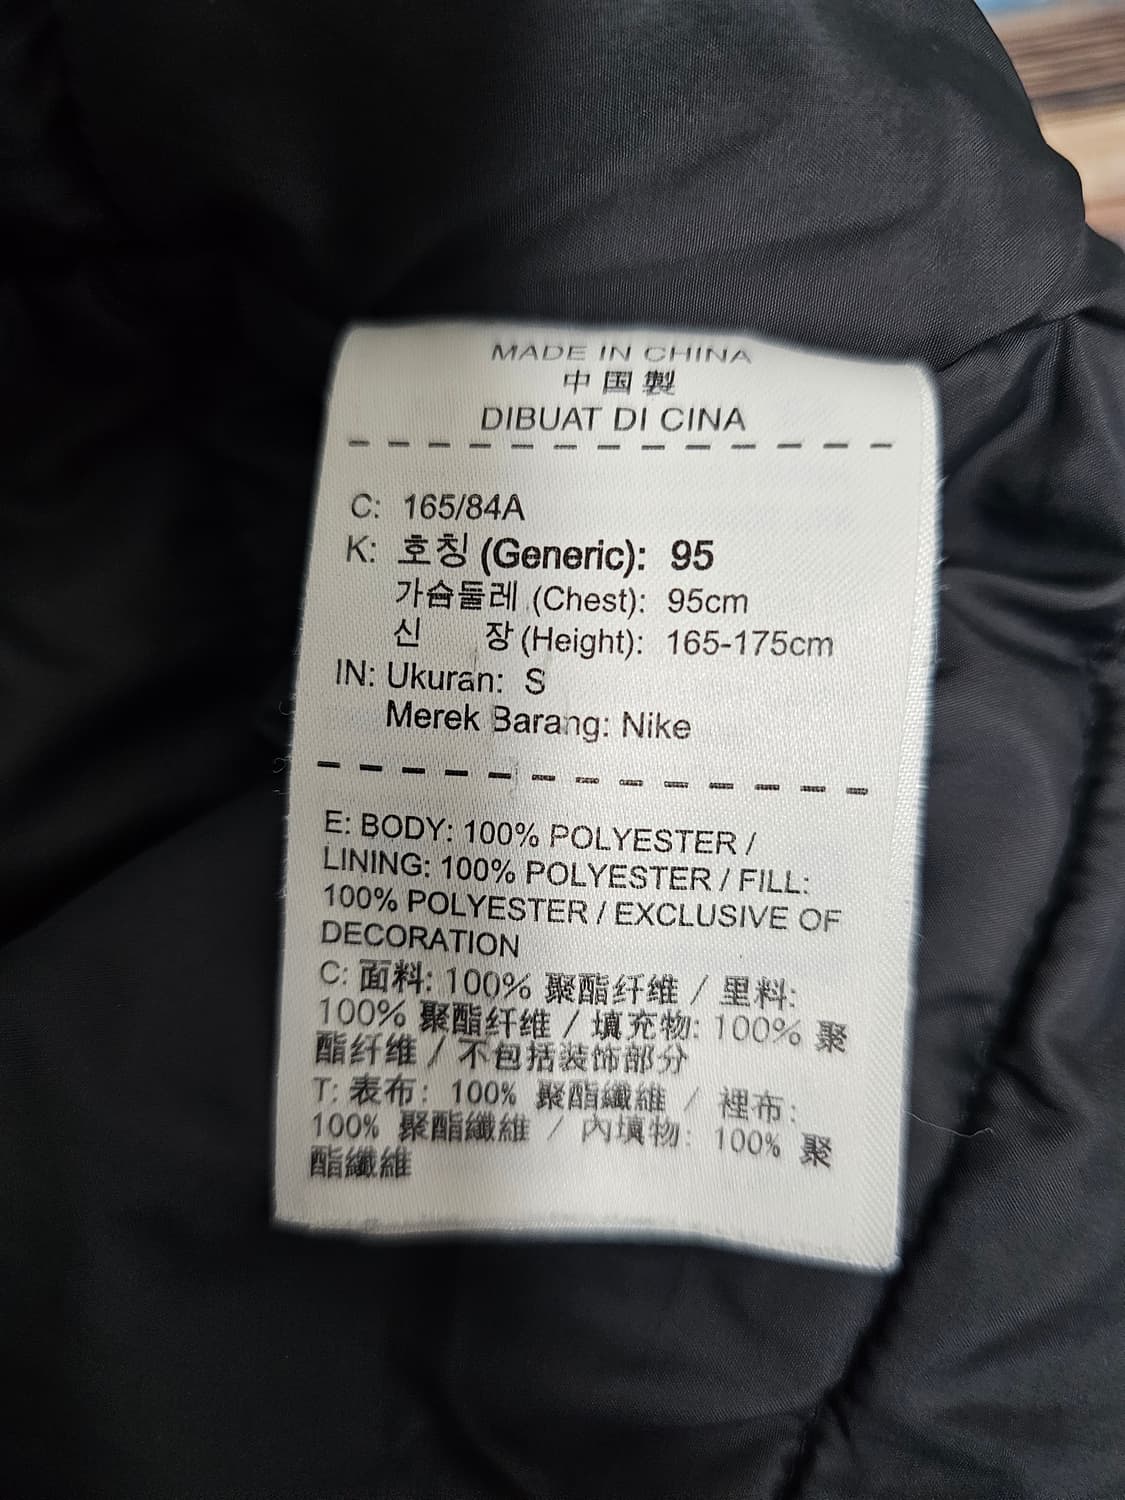 MADE IN CHINA
中国製
DIBUAT DI CINA
C: 165/84A
K: 호칭 (Generic): 95
가슴둘레 (Chest): 95cm
신 장 (Height): 165-175cm
IN: Ukuran: S
Merek Barang: Nike
E: BODY: 100% POLYESTER /
LINING: 100% POLYESTER / FILL:
100% POLYESTER / EXCLUSIVE OF
DECORATION
C: 面料: 100% 聚酯纤维 / 里料:
100% 聚酯纤维 / 填充物: 100% 聚
酯纤维 / 不包括装饰部分
T: 表布: 100% 聚酯纖維 / 裡布:
100% 聚酯纖維 / 內填物: 100% 聚
酯纖維